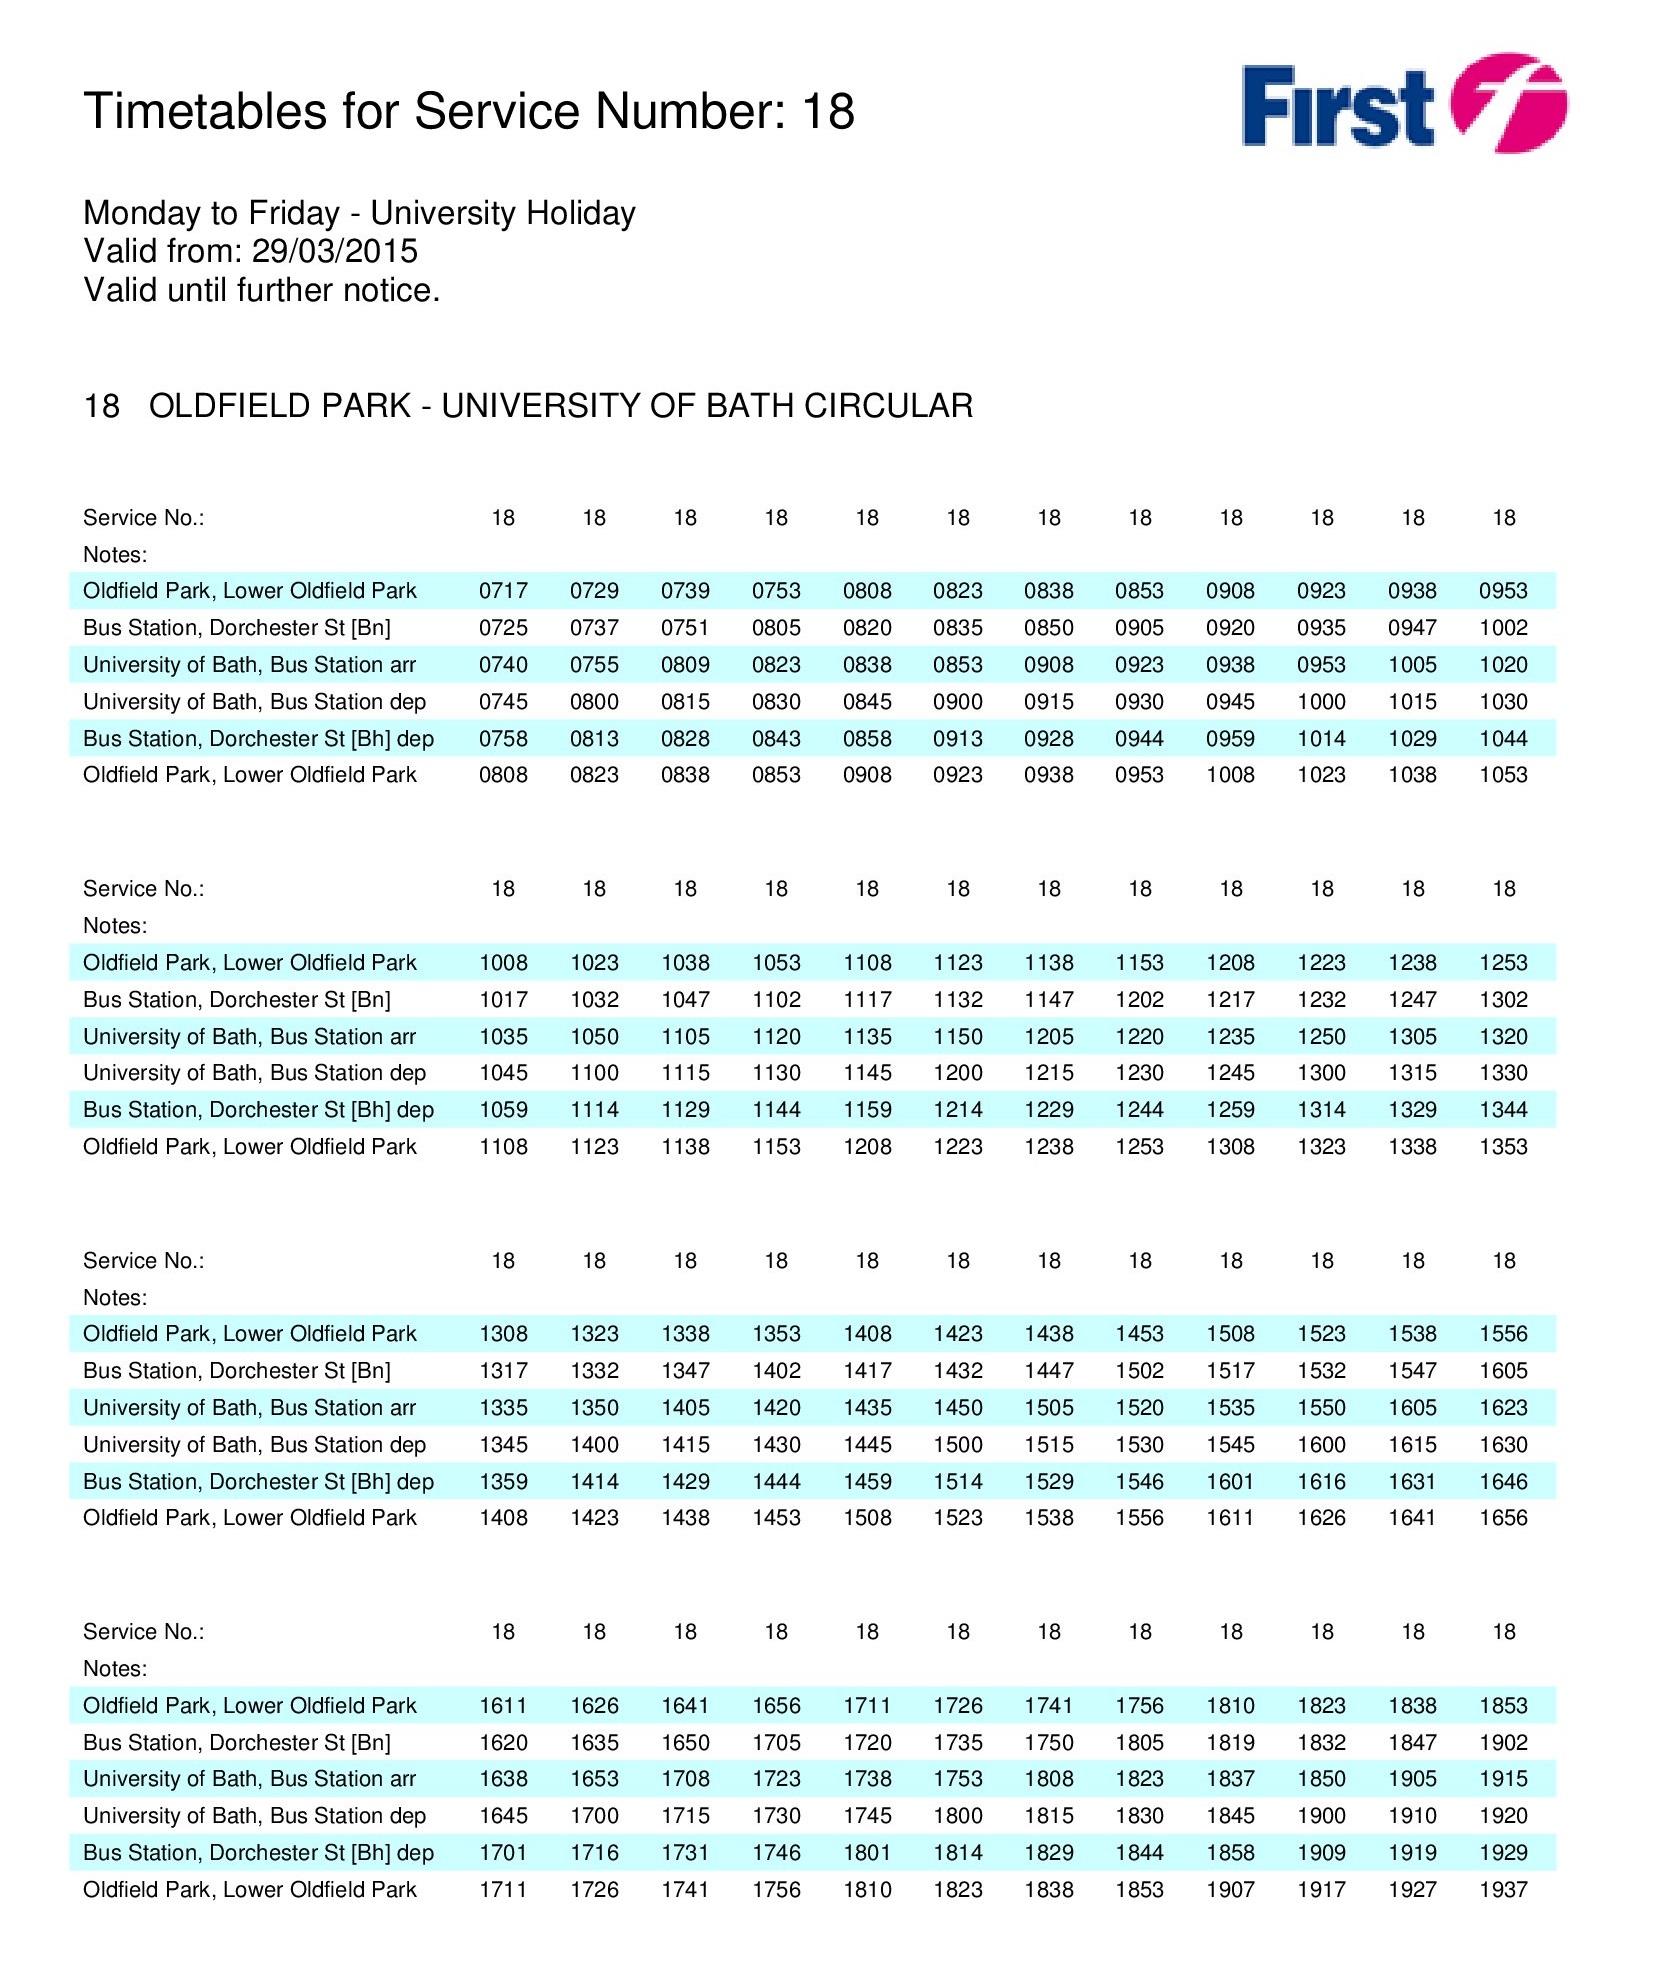 Timetables for Service Number: 18
First
Monday to Friday - University Holiday
Valid from: 29/03/2015
Valid until further notice.
18 OLDFIELD PARK - UNIVERSITY OF BATH CIRCULAR
Service No.: 18 18 18 18 18 18 18 18 18 18 18 18
Notes:
Oldfield Park, Lower Oldfield Park 0717 0729 0739 0753 0808 0823 0838 0853 0908 0923 0938 0953
Bus Station, Dorchester St [Bn] 0725 0737 0751 0805 0820 0835 0850 0905 0920 0935 0947 1002
University of Bath, Bus Station arr 0740 0755 0809 0823 0838 0853 0908 0923 0938 0953 1005 1020
University of Bath, Bus Station dep 0745 0800 0815 0830 0845 0900 0915 0930 0945 1000 1015 1030
Bus Station, Dorchester St [Bh] dep 0758 0813 0828 0843 0858 0913 0928 0944 0959 1014 1029 1044
Oldfield Park, Lower Oldfield Park 0808 0823 0838 0853 0908 0923 0938 0953 1008 1023 1038 1053
Service No.: 18 18 18 18 18 18 18 18 18 18 18 18
Notes:
Oldfield Park, Lower Oldfield Park 1008 1023 1038 1053 1108 1123 1138 1153 1208 1223 1238 1253
Bus Station, Dorchester St [Bn] 1017 1032 1047 1102 1117 1132 1147 1202 1217 1232 1247 1302
University of Bath, Bus Station arr 1035 1050 1105 1120 1135 1150 1205 1220 1235 1250 1305 1320
University of Bath, Bus Station dep 1045 1100 1115 1130 1145 1200 1215 1230 1245 1300 1315 1330
Bus Station, Dorchester St [Bh] dep 1059 1114 1129 1144 1159 1214 1229 1244 1259 1314 1329 1344
Oldfield Park, Lower Oldfield Park 1108 1123 1138 1153 1208 1223 1238 1253 1308 1323 1338 1353
Service No.: 18 18 18 18 18 18 18 18 18 18 18 18
Notes:
Oldfield Park, Lower Oldfield Park 1308 1323 1338 1353 1408 1423 1438 1453 1508 1523 1538 1556
Bus Station, Dorchester St [Bn] 1317 1332 1347 1402 1417 1432 1447 1502 1517 1532 1547 1605
University of Bath, Bus Station arr 1335 1350 1405 1420 1435 1450 1505 1520 1535 1550 1605 1623
University of Bath, Bus Station dep 1345 1400 1415 1430 1445 1500 1515 1530 1545 1600 1615 1630
Bus Station, Dorchester St [Bh] dep 1359 1414 1429 1444 1459 1514 1529 1546 1601 1616 1631 1646
Oldfield Park, Lower Oldfield Park 1408 1423 1438 1453 1508 1523 1538 1556 1611 1626 1641 1656
Service No.: 18 18 18 18 18 18 18 18 18 18 18 18
Notes:
Oldfield Park, Lower Oldfield Park 1611 1626 1641 1656 1711 1726 1741 1756 1810 1823 1838 1853
Bus Station, Dorchester St [Bn] 1620 1635 1650 1705 1720 1735 1750 1805 1819 1832 1847 1902
University of Bath, Bus Station arr 1638 1653 1708 1723 1738 1753 1808 1823 1837 1850 1905 1915
University of Bath, Bus Station dep 1645 1700 1715 1730 1745 1800 1815 1830 1845 1900 1910 1920
Bus Station, Dorchester St [Bh] dep 1701 1716 1731 1746 1801 1814 1829 1844 1858 1909 1919 1929
Oldfield Park, Lower Oldfield Park 1711 1726 1741 1756 1810 1823 1838 1853 1907 1917 1927 1937